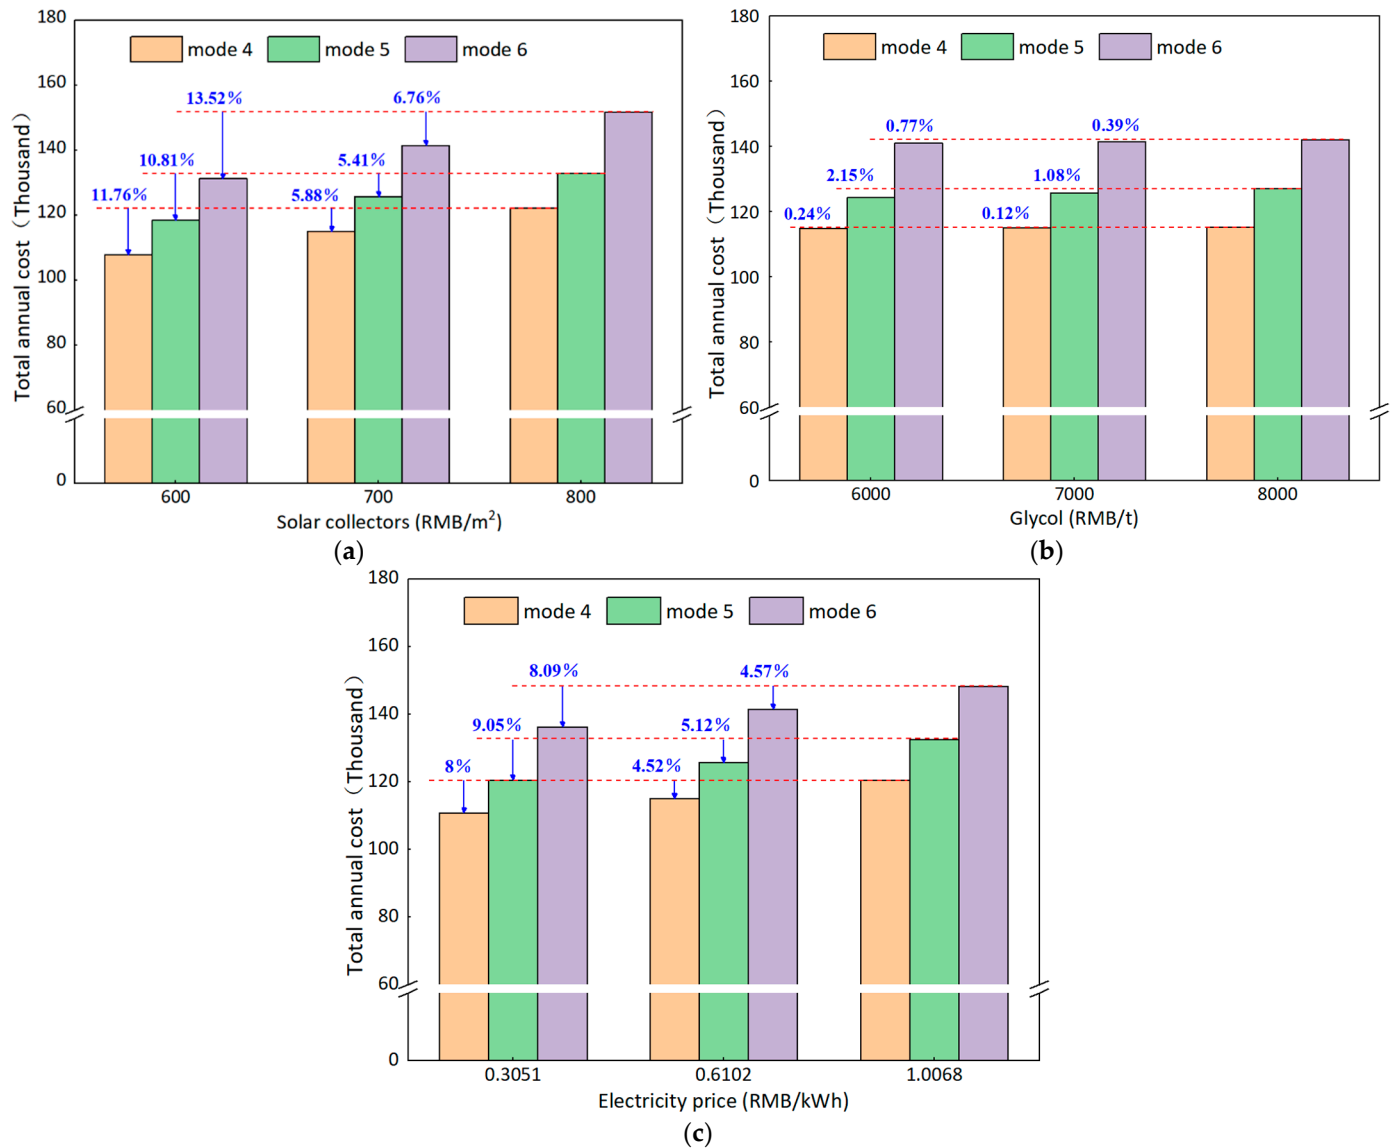 180
160
140
120
100
80
60
0
Total annual cost（Thousand）
mode 4 mode 5 mode 6
13.52% 6.76%
10.81% 5.41%
11.76% 5.88%
600 700 800
Solar collectors (RMB/m²)
(a)
180
160
140
120
100
80
60
0
Total annual cost（Thousand）
mode 4 mode 5 mode 6
0.77% 0.39%
2.15% 1.08%
0.24% 0.12%
6000 7000 8000
Glycol (RMB/t)
(b)
180
160
140
120
100
80
60
0
Total annual cost（Thousand）
mode 4 mode 5 mode 6
8.09% 4.57%
9.05% 5.12%
8% 4.52%
0.3051 0.6102 1.0068
Electricity price (RMB/kWh)
(c)